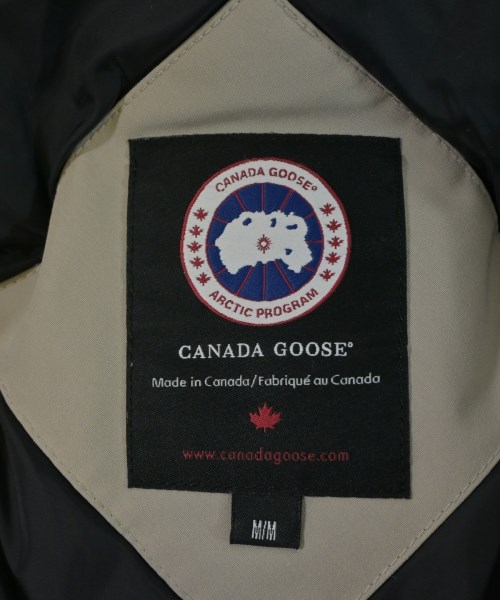 CANADA GOOSE®
ARCTIC PROGRAM
CANADA GOOSE®
Made in Canada/Fabriqué au Canada
www.canadagoose.com
M/M